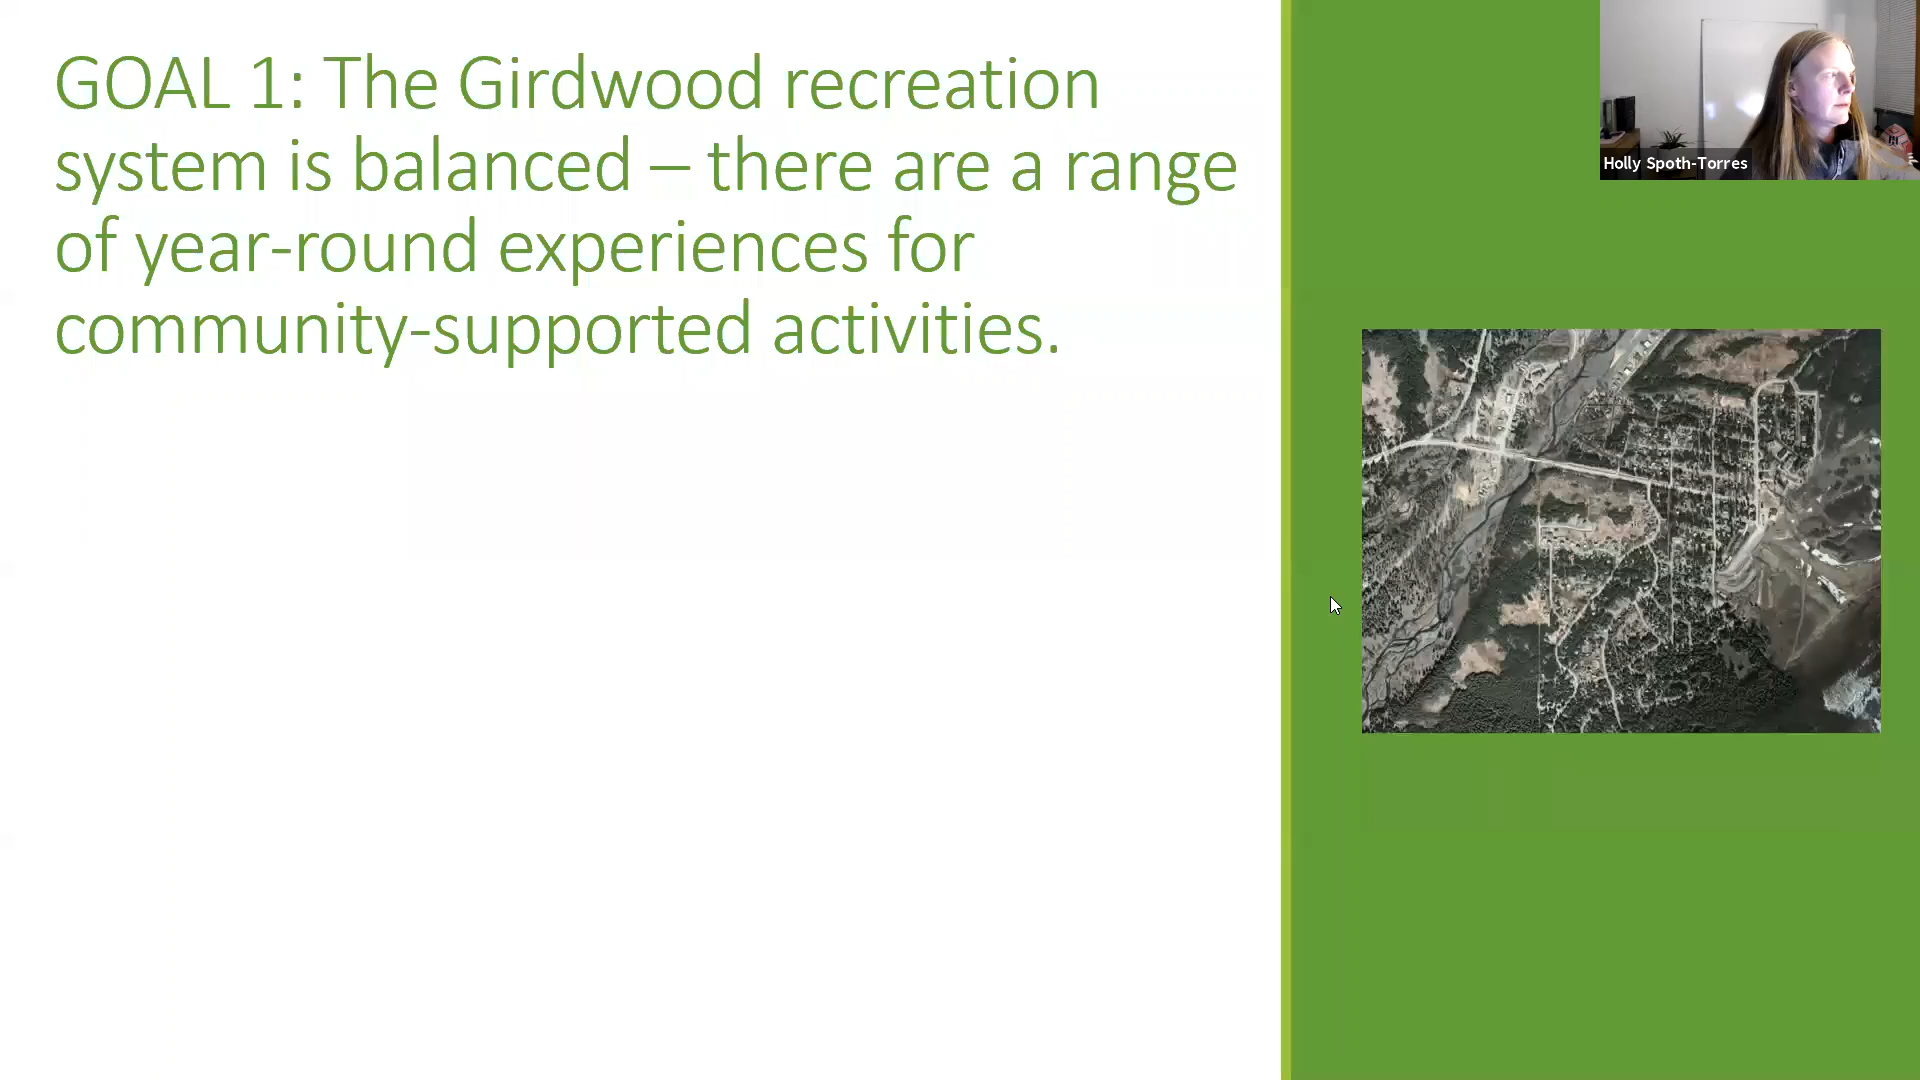 GOAL 1: The Girdwood recreation
system is balanced – there are a range
of year-round experiences for
community-supported activities.
Holly Spoth-Torres